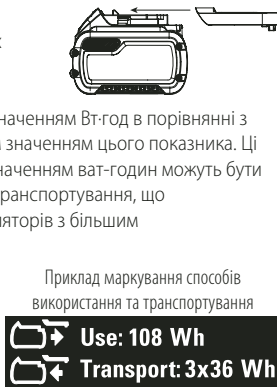 наченням Вт·год в порівнянні з
значенням цього показника. Ці
наченням ват-годин можуть бути
ранспортування, що
яторів з більшим
Приклад маркування способів
використання та транспортування
Use: 108 Wh
Transport: 3x36 Wh